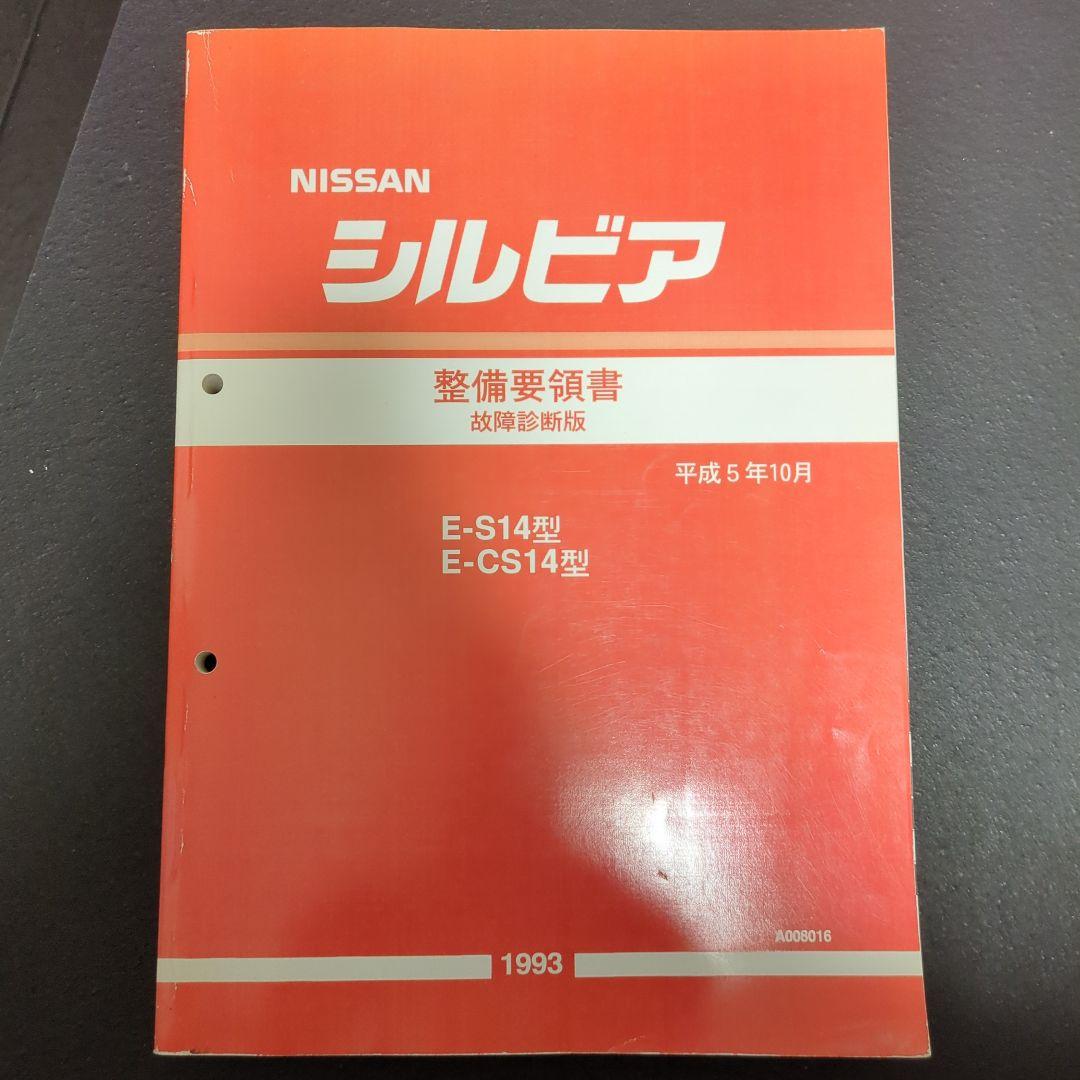 NISSAN
シルビア
整備要領書
故障診断版
平成5年10月
E-S14型
E-CS14型
A008016
1993